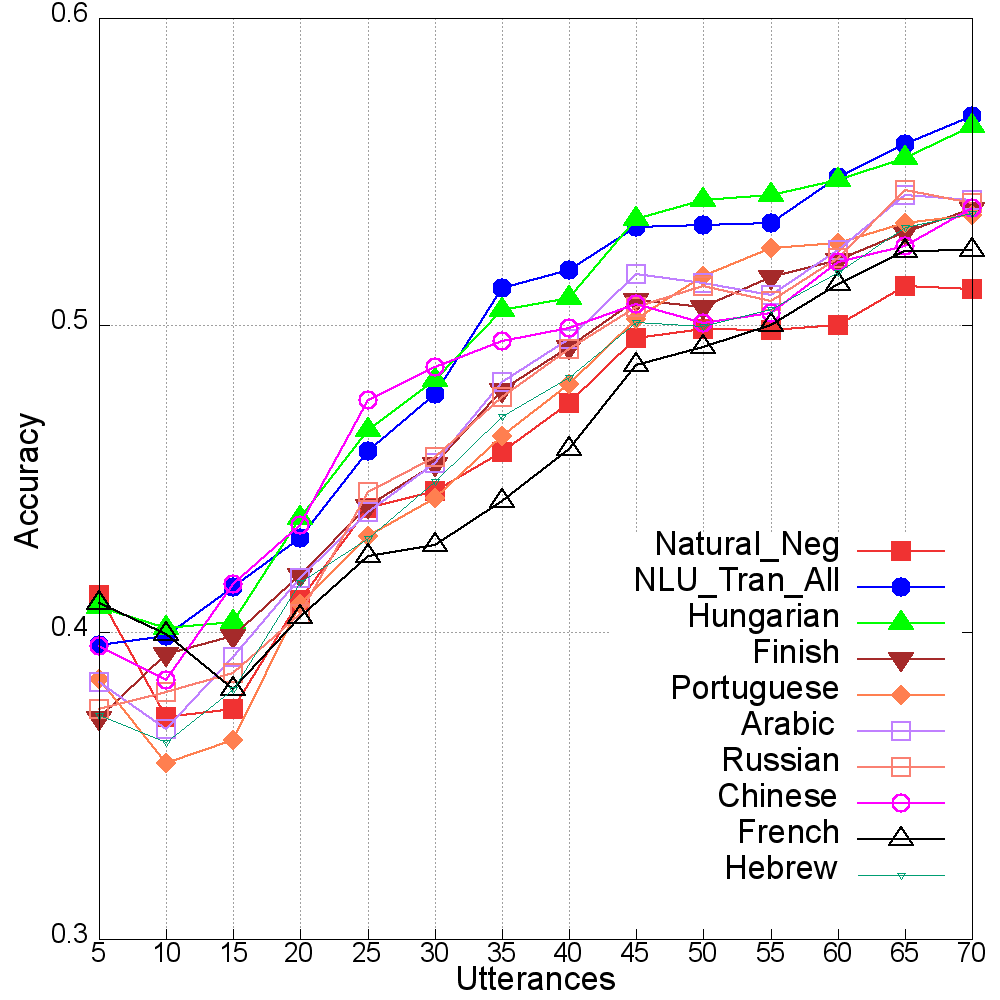 0.6
0.5
0.4
0.3
Accuracy
Natural_Neg
NLU_Tran_All
Hungarian
Finish
Portuguese
Arabic
Russian
Chinese
French
Hebrew
5 10 15 20 25 30 35 40 45 50 55 60 65 70
Utterances